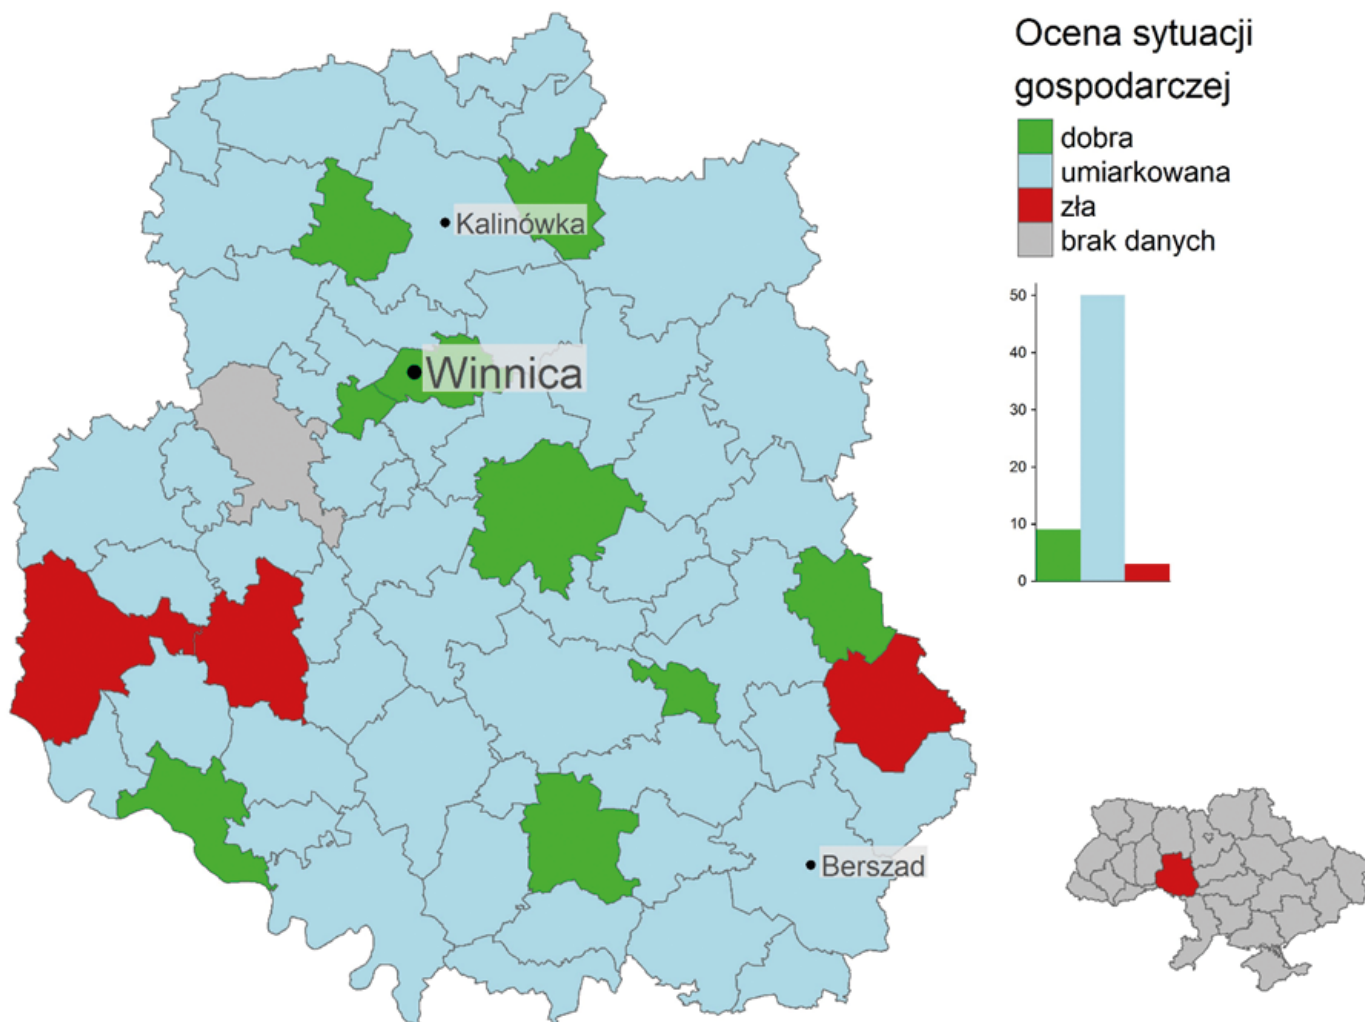 Ocena sytuacji
gospodarczej
dobra
umiarkowana
zła
brak danych
Kalinówka
Winnica
Berszad
50
40
30
20
10
0